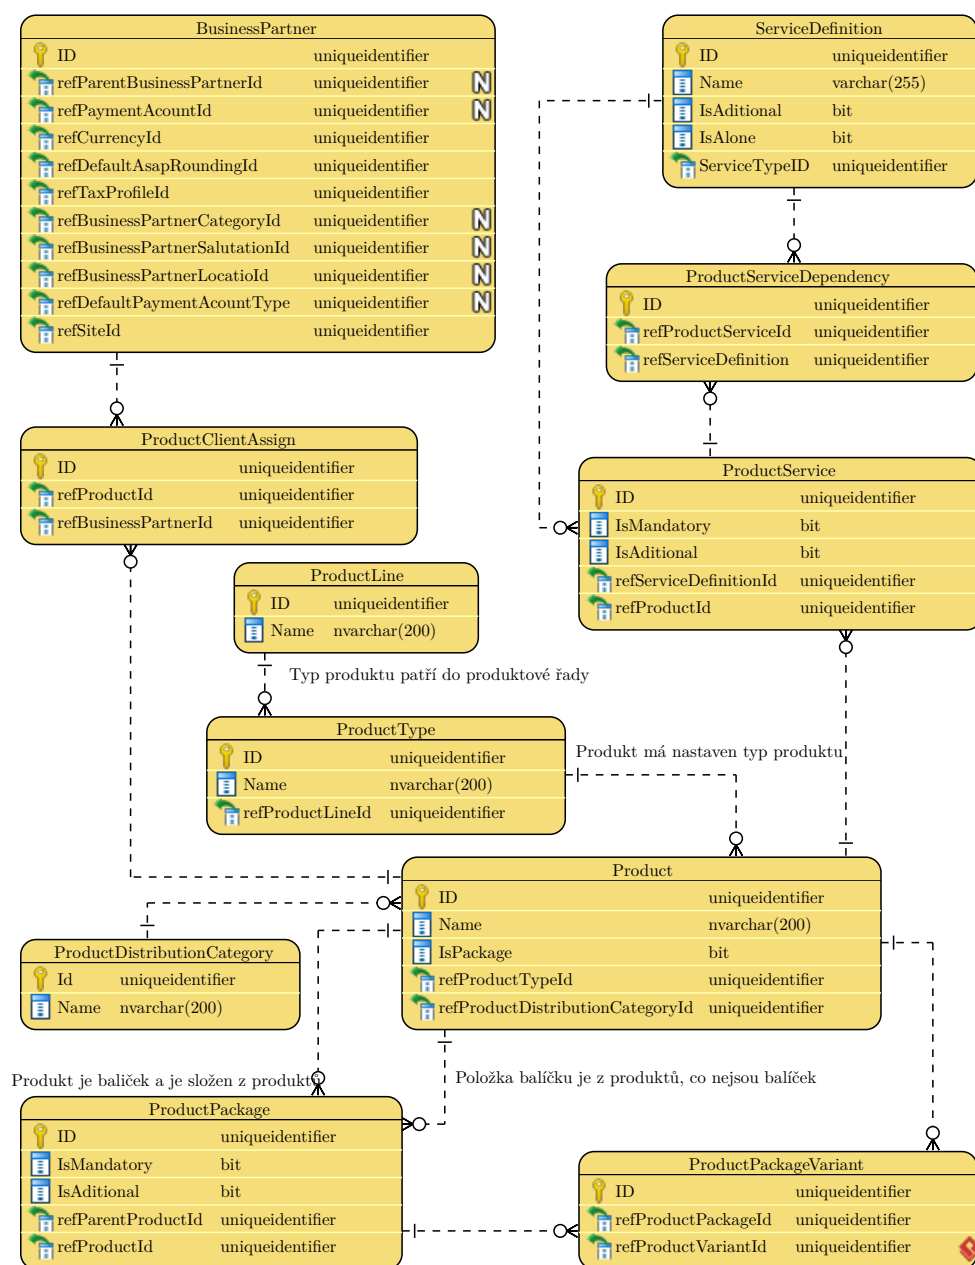 BusinessPartner
ID uniqueidentifier
refParentBusinessPartnerId uniqueidentifier N
refPaymentAcountId uniqueidentifier N
refCurrencyId uniqueidentifier
refDefaultAsapRoundingId uniqueidentifier
refTaxProfileId uniqueidentifier
refBusinessPartnerCategoryId uniqueidentifier N
refBusinessPartnerSalutationId uniqueidentifier N
refBusinessPartnerLocatioId uniqueidentifier N
refDefaultPaymentAcountType uniqueidentifier N
refSiteId uniqueidentifier
ServiceDefinition
ID uniqueidentifier
Name varchar(255)
IsAditional bit
IsAlone bit
ServiceTypeID uniqueidentifier
ProductServiceDependency
ID uniqueidentifier
refProductServiceId uniqueidentifier
refServiceDefinition uniqueidentifier
ProductClientAssign
ID uniqueidentifier
refProductId uniqueidentifier
refBusinessPartnerId uniqueidentifier
ProductService
ID uniqueidentifier
IsMandatory bit
IsAditional bit
refServiceDefinitionId uniqueidentifier
refProductId uniqueidentifier
ProductLine
ID uniqueidentifier
Name nvarchar(200)
Typ produktu patří do produktové řady
ProductType
ID uniqueidentifier
Name nvarchar(200)
refProductLineId uniqueidentifier
Produkt má nastaven typ produktu
Product
ID uniqueidentifier
Name nvarchar(200)
IsPackage bit
refProductTypeId uniqueidentifier
refProductDistributionCategoryId uniqueidentifier
ProductDistributionCategory
Id uniqueidentifier
Name nvarchar(200)
Produkt je baliček a je složen z produktů
Položka balíčku je z produktů, co nejsou balíček
ProductPackage
ID uniqueidentifier
IsMandatory bit
IsAditional bit
refParentProductId uniqueidentifier
refProductId uniqueidentifier
ProductPackageVariant
ID uniqueidentifier
refProductPackageId uniqueidentifier
refProductVariantId uniqueidentifier